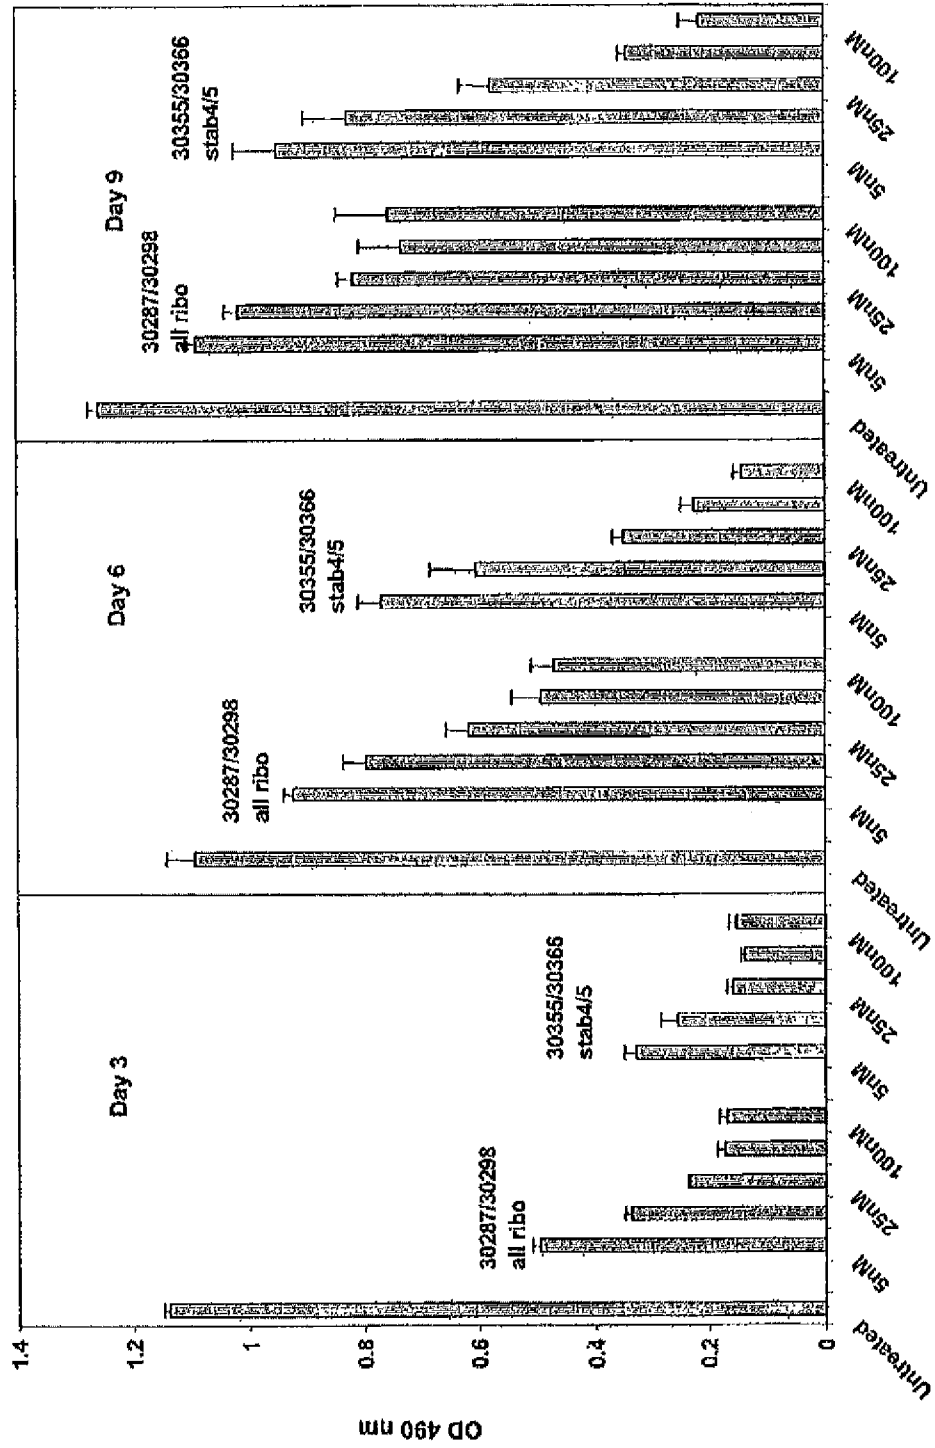 OD 490 nm
1.4
1.2
1
0.8
0.6
0.4
0.2
0
Day 3
30287/30298
all ribo
30355/30366
stab4/5
Untreated
5nM
25nM
100nM
5nM
25nM
100nM
Day 6
30287/30298
all ribo
30355/30366
stab4/5
Untreated
5nM
25nM
100nM
5nM
25nM
100nM
Day 9
30287/30298
all ribo
30355/30366
stab4/5
Untreated
5nM
25nM
100nM
5nM
25nM
100nM